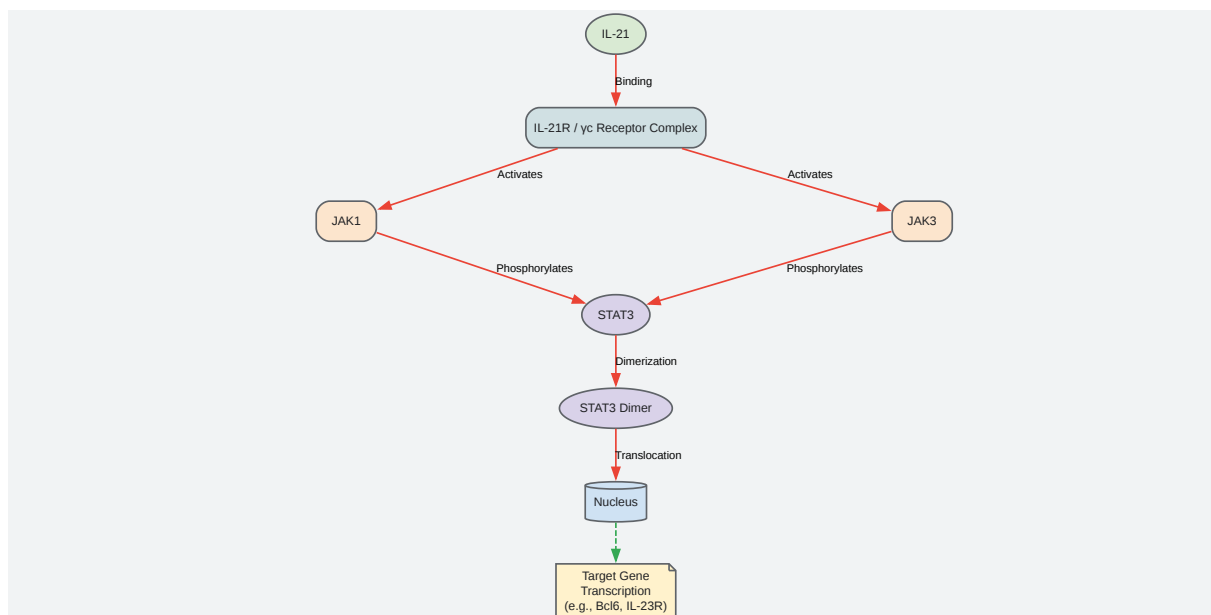 IL-21
Binding
IL-21R / γc Receptor Complex
Activates
Activates
JAK1
JAK3
Phosphorylates
Phosphorylates
STAT3
Dimerization
STAT3 Dimer
Translocation
Nucleus
Target Gene
Transcription
(e.g., Bcl6, IL-23R)